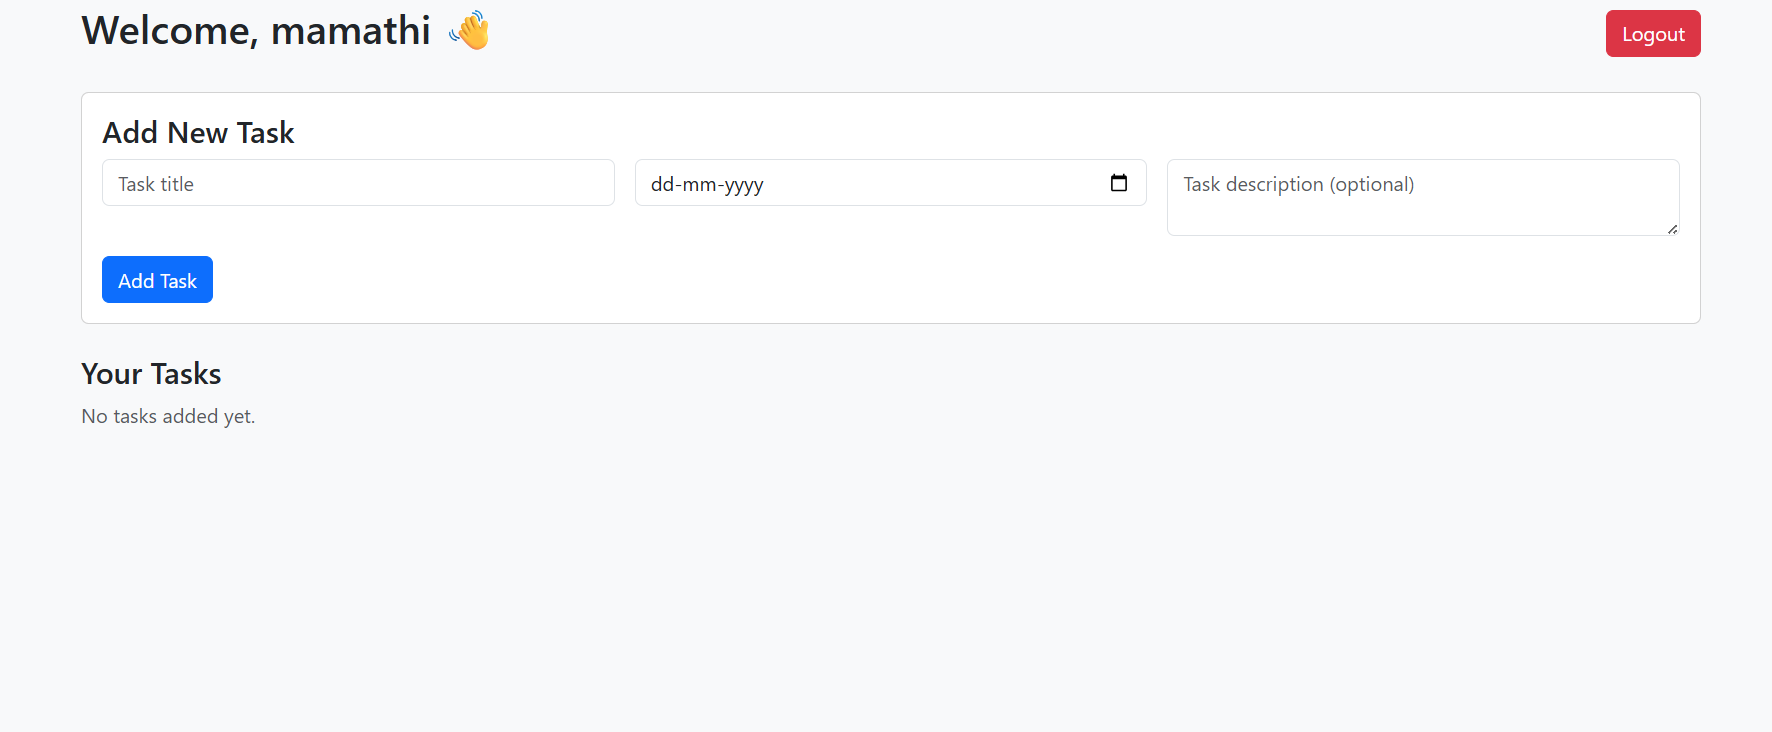 Welcome, mamathi 👋
Logout
Add New Task
Task title
dd-mm-yyyy
Task description (optional)
Add Task
Your Tasks
No tasks added yet.